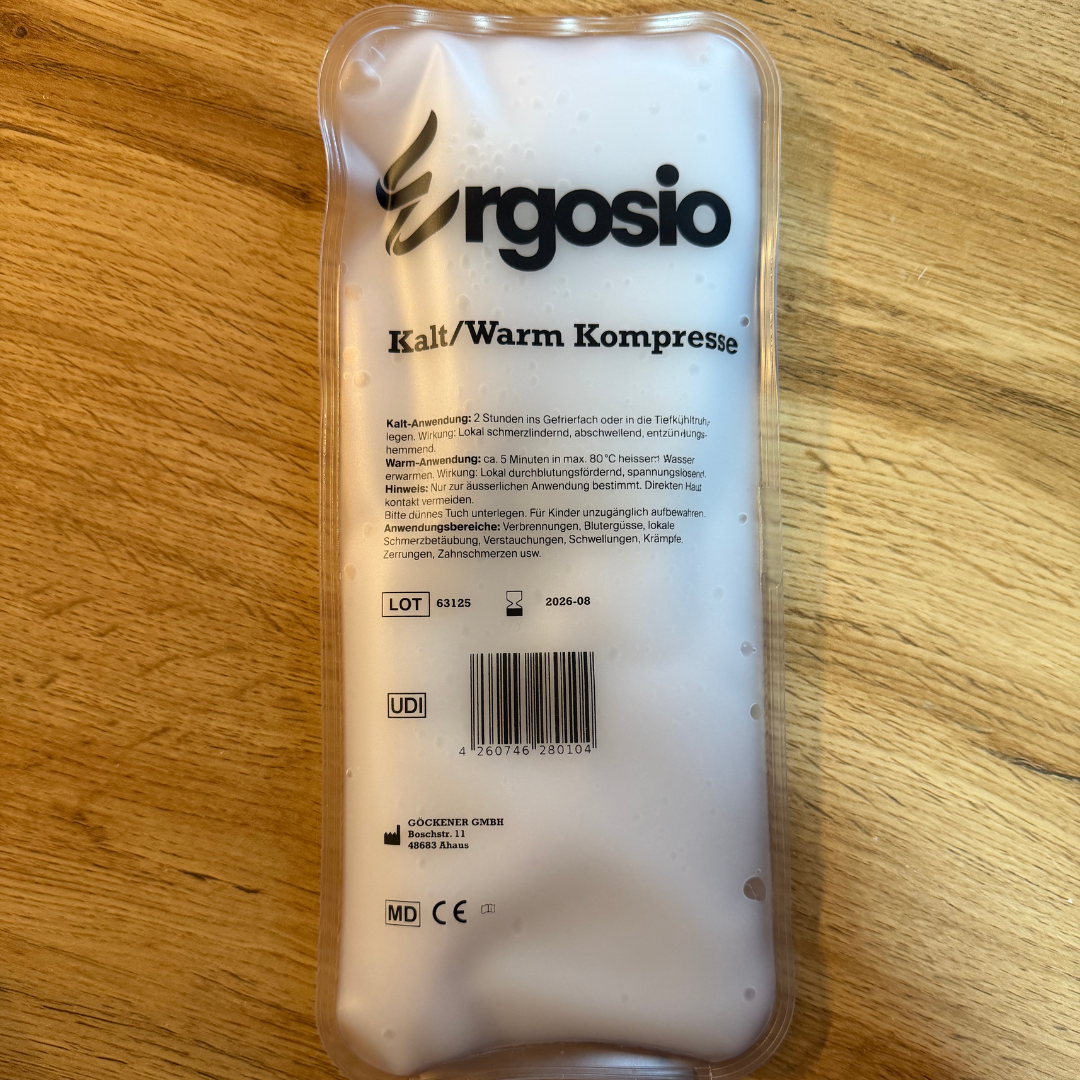 Ergosio
Kalt/Warm Kompresse
Kalt-Anwendung: 2 Stunden ins Gefrierfach oder in die Tiefkühltruhe
legen. Wirkung: Lokal schmerzlindernd, abschwellend, entzündungs-
hemmend.
Warm-Anwendung: ca. 5 Minuten in max. 80°C heissem Wasser
erwärmen. Wirkung: Lokal durchblutungsfördernd, spannungslösend.
Hinweis: Nur zur äusserlichen Anwendung bestimmt. Direkten Haut
kontakt vermeiden.
Bitte dünnes Tuch unterlegen. Für Kinder unzugänglich aufbewahren.
Anwendungsbereiche: Verbrennungen, Blutergüsse, lokale
Schmerzbetäubung, Verstauchungen, Schwellungen, Krämpfe,
Zerrungen, Zahnschmerzen usw.
LOT 63125 2026-08
UDI
4 260746 280104
GÖCKENER GMBH
Boschstr. 11
48683 Ahaus
MD CE